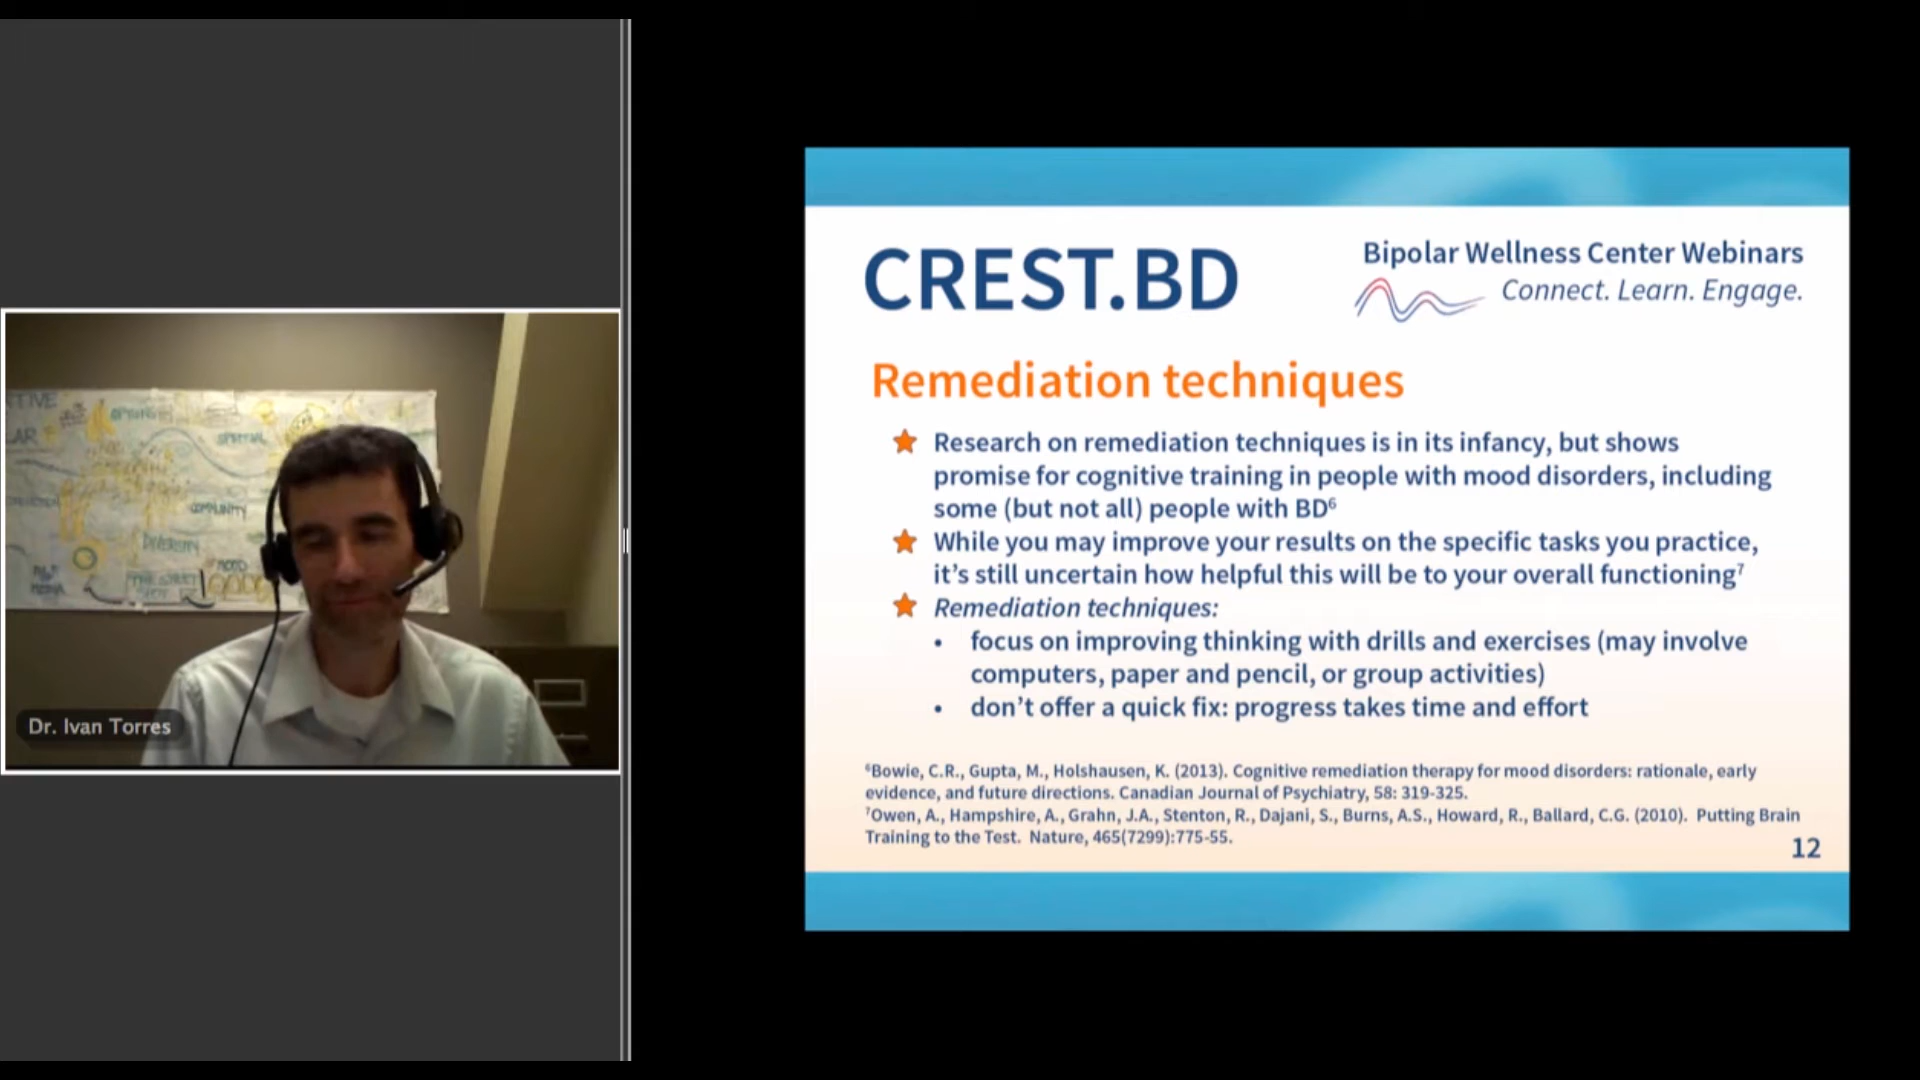 OPTIONS
SPIRITUAL
COMMUNITY
DIVERSITY
MOOD
Dr. Ivan Torres
CREST.BD
Bipolar Wellness Center Webinars
Connect. Learn. Engage.
Remediation techniques
Research on remediation techniques is in its infancy, but shows
promise for cognitive training in people with mood disorders, including
some (but not all) people with BD⁶
While you may improve your results on the specific tasks you practice,
it’s still uncertain how helpful this will be to your overall functioning⁷
Remediation techniques:
• focus on improving thinking with drills and exercises (may involve
computers, paper and pencil, or group activities)
• don’t offer a quick fix: progress takes time and effort
⁶Bowie, C.R., Gupta, M., Holshausen, K. (2013). Cognitive remediation therapy for mood disorders: rationale, early
evidence, and future directions. Canadian Journal of Psychiatry, 58: 319-325.
⁷Owen, A., Hampshire, A., Grahn, J.A., Stenton, R., Dajani, S., Burns, A.S., Howard, R., Ballard, C.G. (2010). Putting Brain
Training to the Test. Nature, 465(7299):775-55.
12